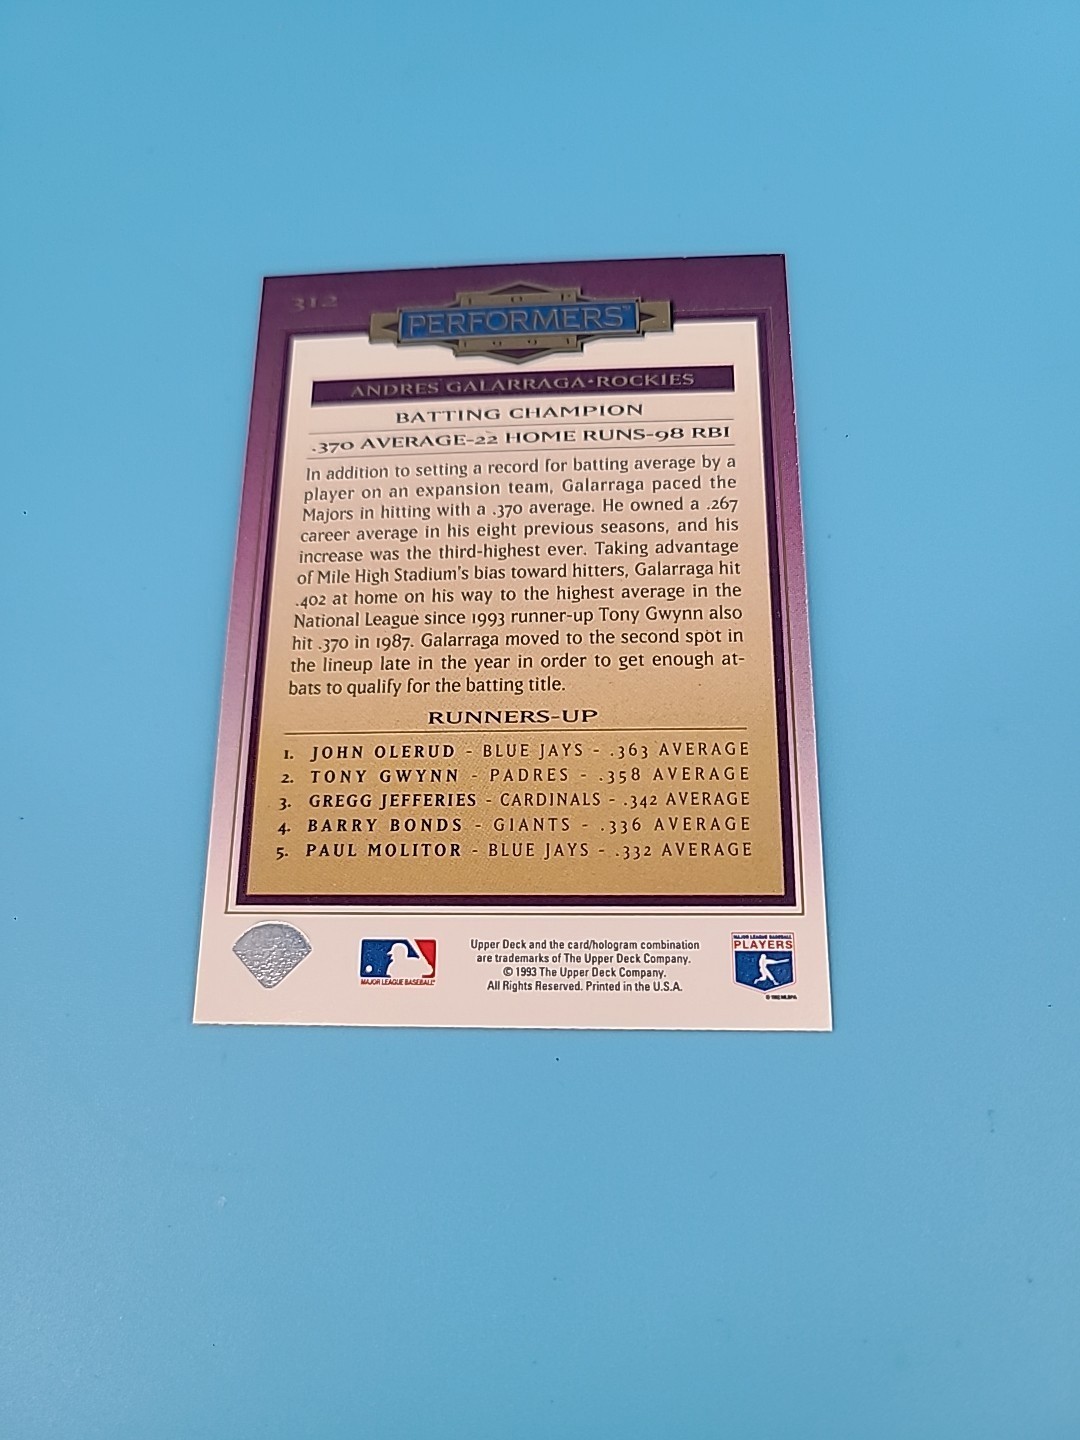 312
TOP
PERFORMERS™
1993
ANDRES GALARRAGA•ROCKIES
BATTING CHAMPION
.370 AVERAGE-22 HOME RUNS-98 RBI
In addition to setting a record for batting average by a
player on an expansion team, Galarraga paced the
Majors in hitting with a .370 average. He owned a .267
career average in his eight previous seasons, and his
increase was the third-highest ever. Taking advantage
of Mile High Stadium's bias toward hitters, Galarraga hit
.402 at home on his way to the highest average in the
National League since 1993 runner-up Tony Gwynn also
hit .370 in 1987. Galarraga moved to the second spot in
the lineup late in the year in order to get enough at-
bats to qualify for the batting title.
RUNNERS-UP
1. JOHN OLERUD - BLUE JAYS - .363 AVERAGE
2. TONY GWYNN - PADRES - .358 AVERAGE
3. GREGG JEFFERIES - CARDINALS - .342 AVERAGE
4. BARRY BONDS - GIANTS - .336 AVERAGE
5. PAUL MOLITOR - BLUE JAYS - .332 AVERAGE
MAJOR LEAGUE BASEBALL
Upper Deck and the card/hologram combination
are trademarks of The Upper Deck Company.
© 1993 The Upper Deck Company.
All Rights Reserved. Printed in the U.S.A.
MAJOR LEAGUE BASEBALL
PLAYERS